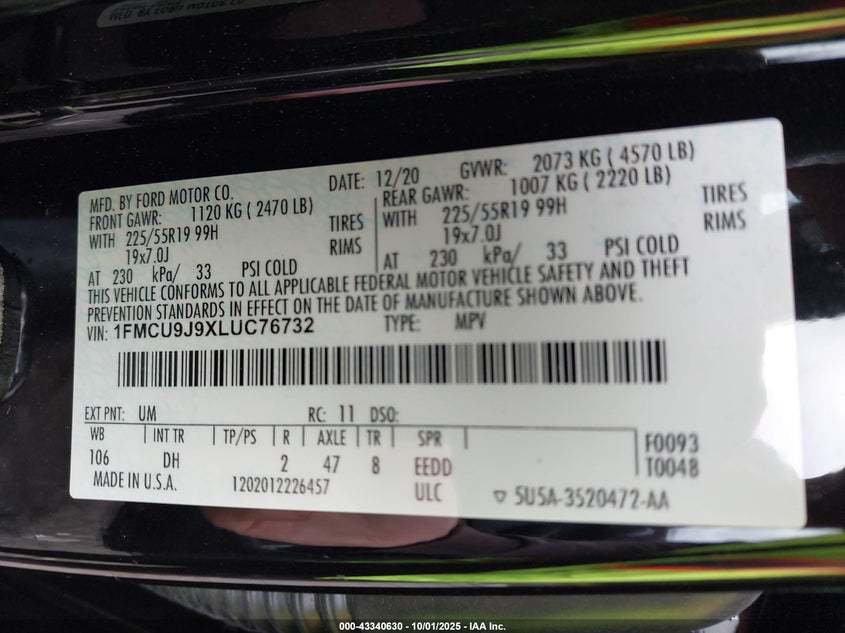 MFD. BY FORD MOTOR CO.
DATE: 12/20 GVWR: 2073 KG ( 4570 LB)
FRONT GAWR: 1120 KG ( 2470 LB) REAR GAWR: 1007 KG ( 2220 LB)
WITH 225/55R19 99H TIRES WITH 225/55R19 99H TIRES
19x7.0J RIMS 19x7.0J RIMS
AT 230 kPa/ 33 PSI COLD AT 230 kPa/ 33 PSI COLD
THIS VEHICLE CONFORMS TO ALL APPLICABLE FEDERAL MOTOR VEHICLE SAFETY AND THEFT
PREVENTION STANDARDS IN EFFECT ON THE DATE OF MANUFACTURE SHOWN ABOVE.
VIN: 1FMCU9J9XLUC76732 TYPE: MPV
EXT PNT: UM RC: 11 DSO:
WB INT TR TP/PS R AXLE TR SPR
106 DH 2 47 8 EEDD
ULC
F0093
T0048
MADE IN U.S.A. 1202012226457
5U5A-3520472-AA
000-43340630 - 10/01/2025 - IAA Inc.